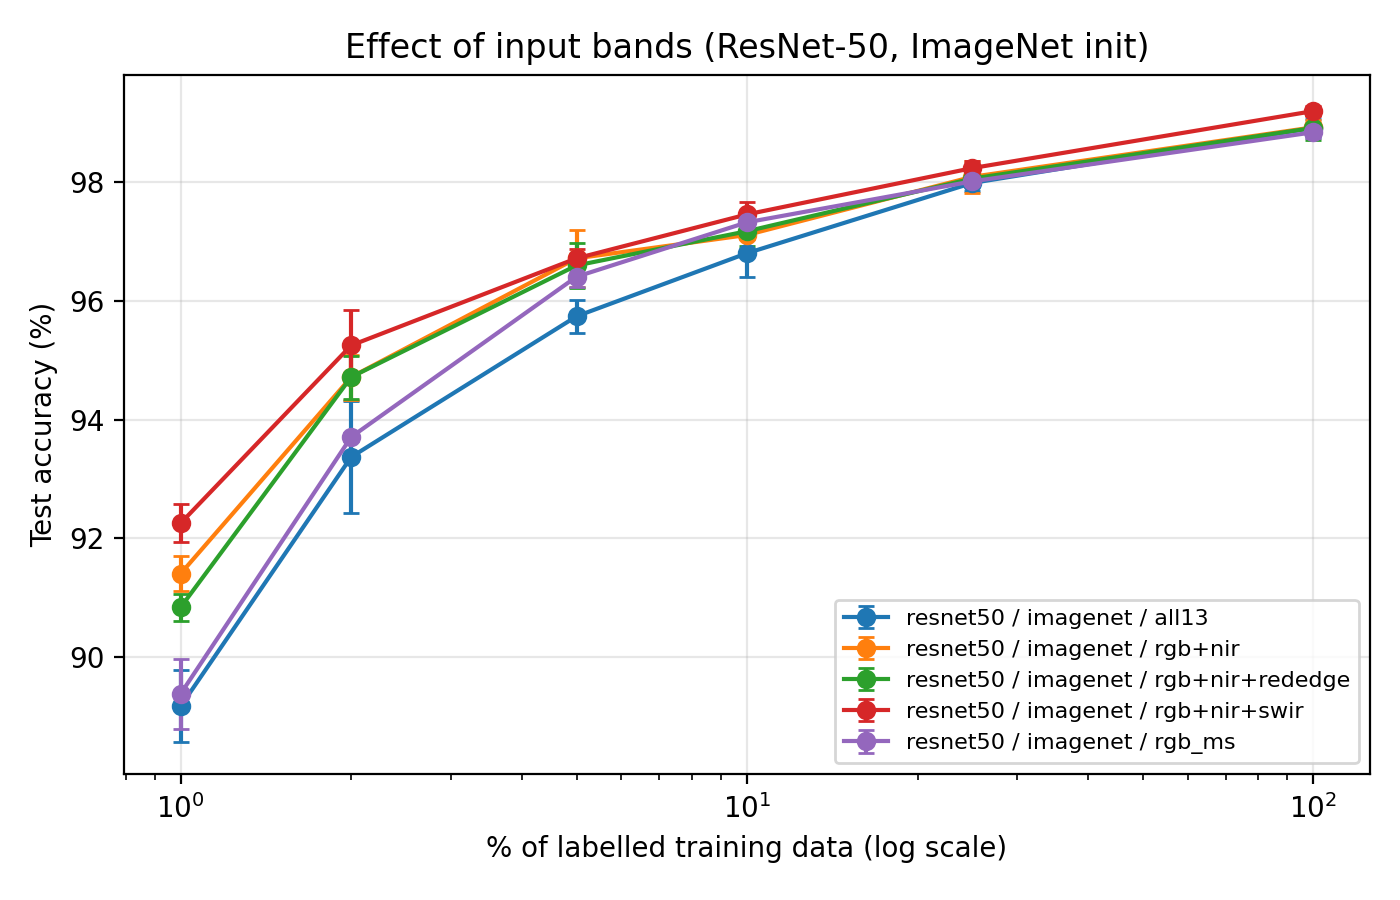 Effect of input bands (ResNet-50, ImageNet init)
Test accuracy (%)
98
96
94
92
90
10⁰
10¹
10²
% of labelled training data (log scale)
resnet50 / imagenet / all13
resnet50 / imagenet / rgb+nir
resnet50 / imagenet / rgb+nir+rededge
resnet50 / imagenet / rgb+nir+swir
resnet50 / imagenet / rgb_ms